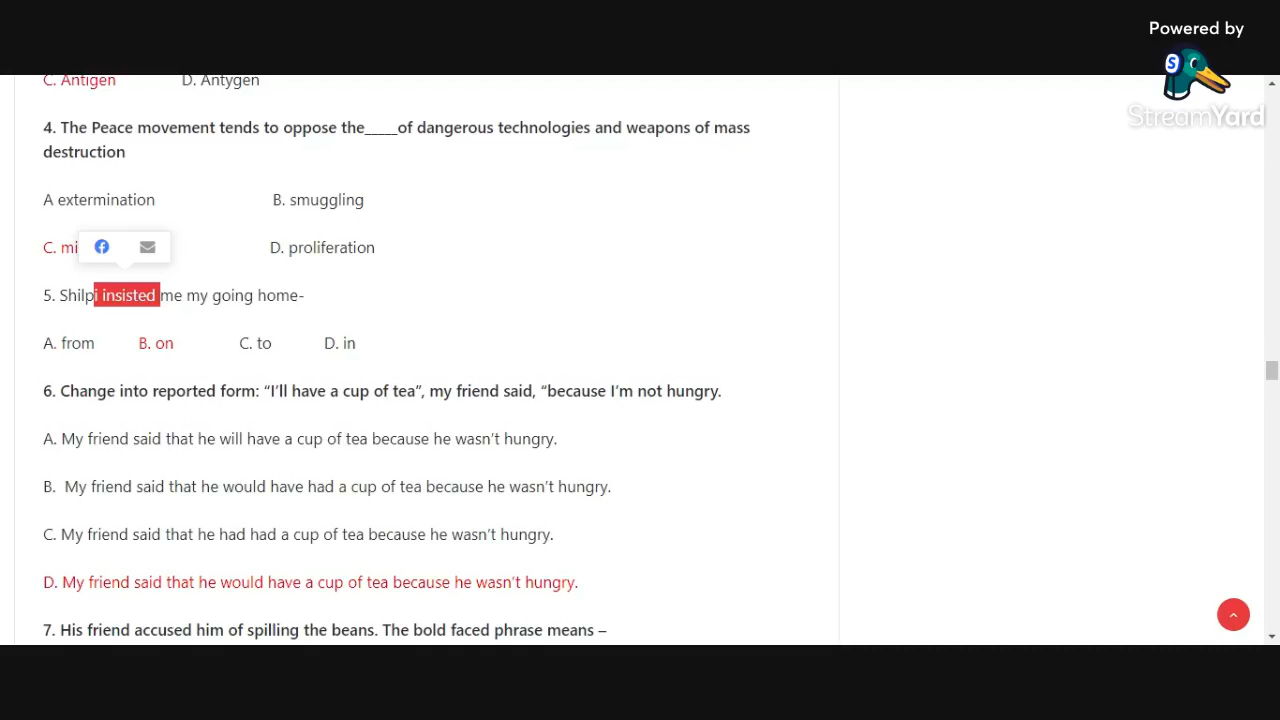 Powered by
StreamYard
C. Antigen D. Antygen
4. The Peace movement tends to oppose the_____of dangerous technologies and weapons of mass
destruction
A extermination B. smuggling
C. mi D. proliferation
5. Shilpi insisted me my going home-
A. from B. on C. to D. in
6. Change into reported form: “I’ll have a cup of tea”, my friend said, “because I’m not hungry.
A. My friend said that he will have a cup of tea because he wasn’t hungry.
B. My friend said that he would have had a cup of tea because he wasn’t hungry.
C. My friend said that he had had a cup of tea because he wasn’t hungry.
D. My friend said that he would have a cup of tea because he wasn’t hungry.
7. His friend accused him of spilling the beans. The bold faced phrase means –